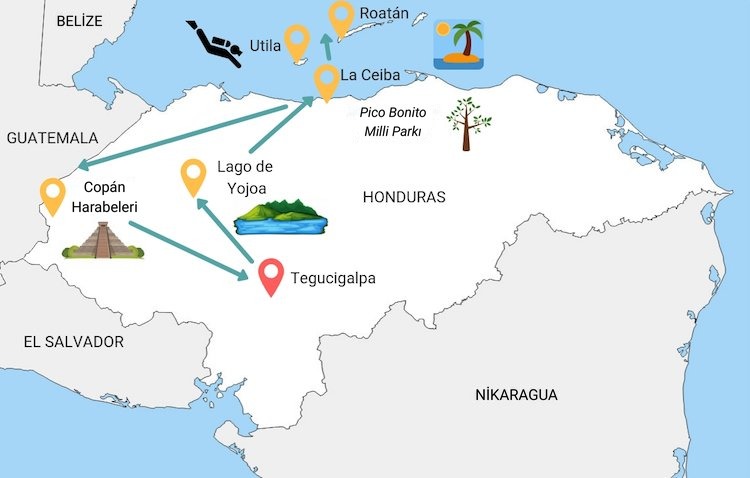 BELİZE
Roatán
Utila
La Ceiba
Pico Bonito
Milli Parkı
GUATEMALA
Lago de
Yojoa
Copán
Harabeleri
HONDURAS
Tegucigalpa
EL SALVADOR
NİKARAGUA